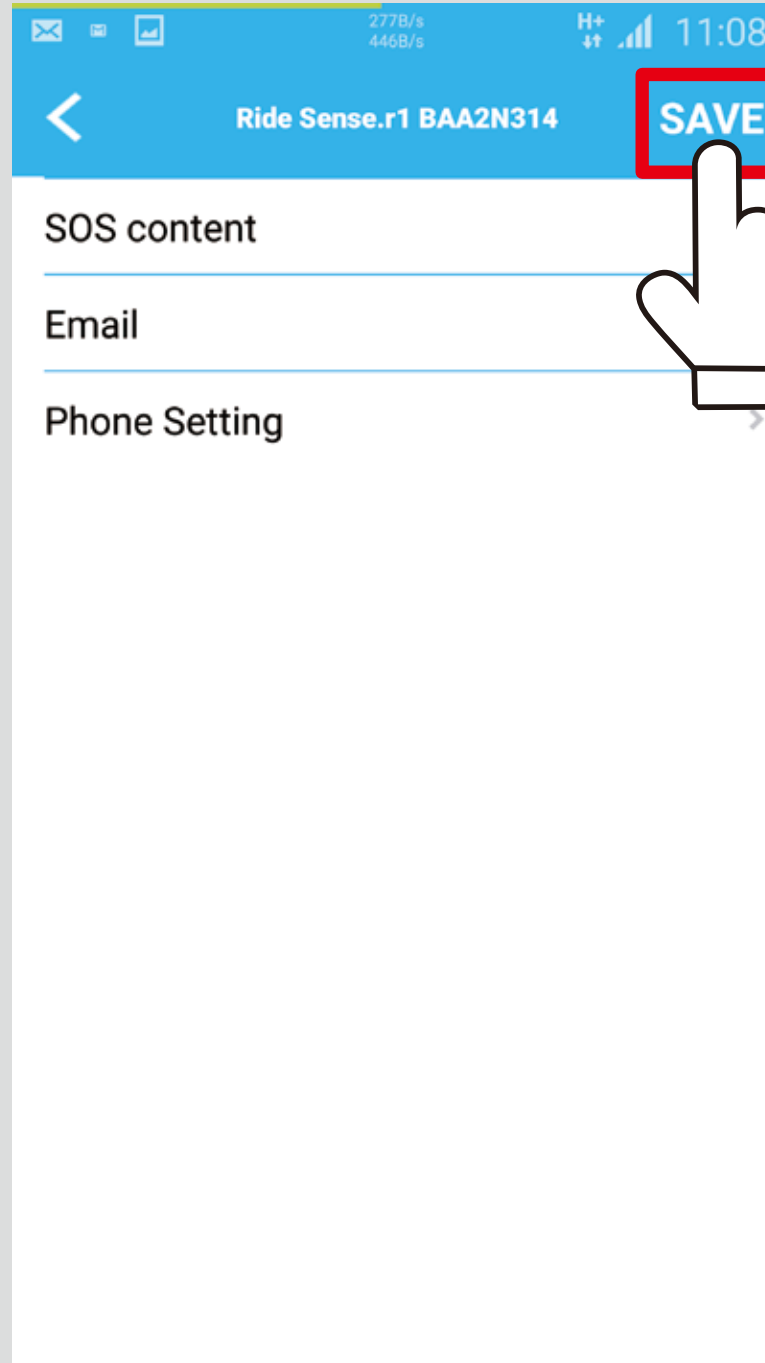 277B/s
446B/s
H+
11:08
Ride Sense.r1 BAA2N314
SAVE
SOS content
Email
Phone Setting